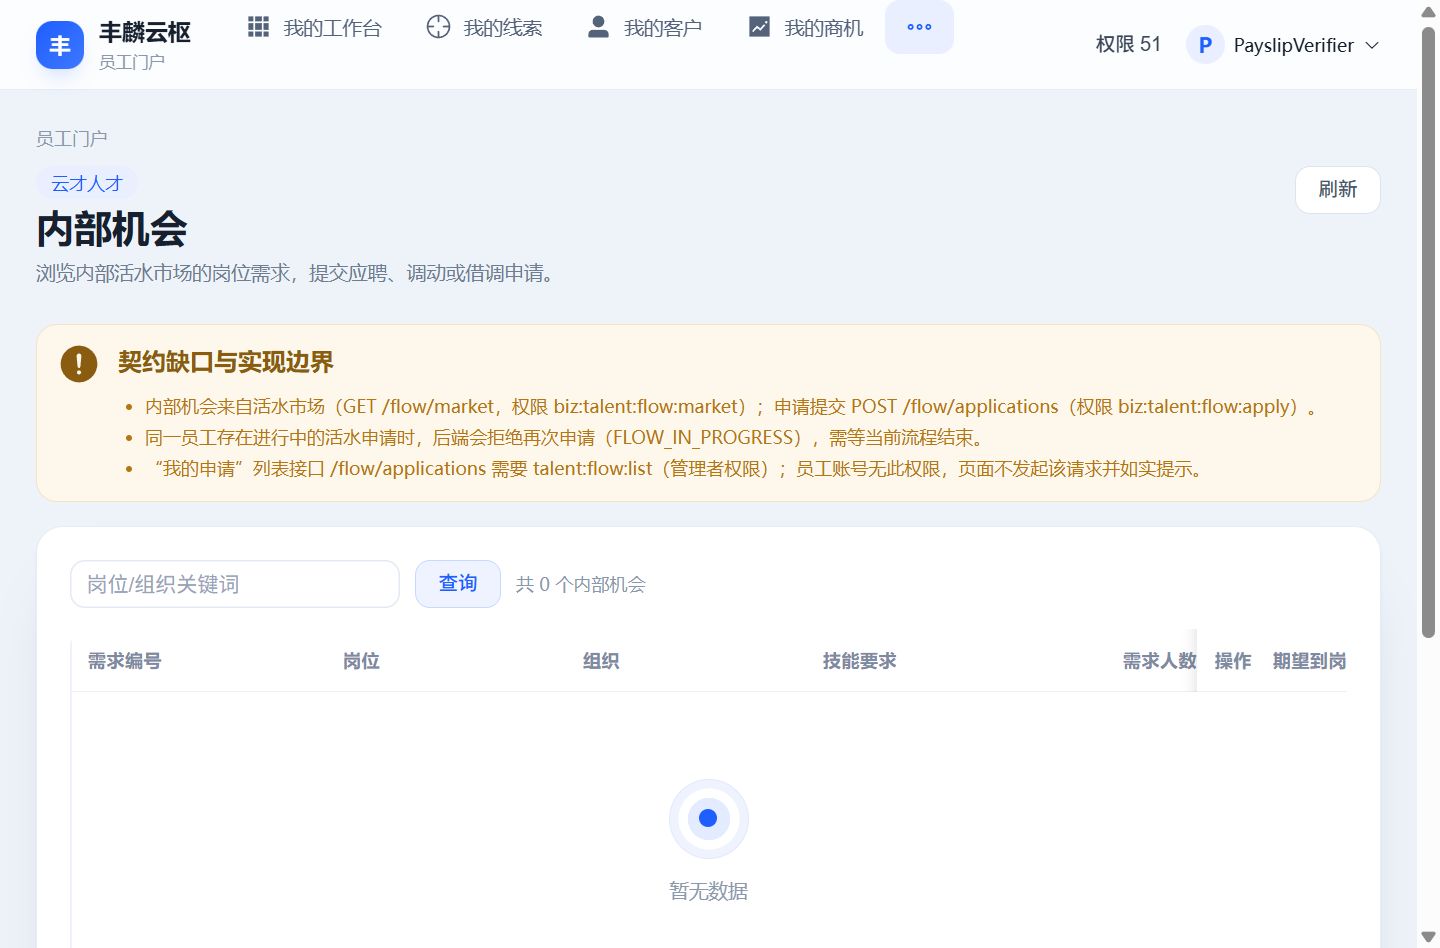 丰
丰麟云枢
员工门户
我的工作台
我的线索
我的客户
我的商机
权限 51
P
PayslipVerifier
员工门户
云才人才
内部机会
浏览内部活水市场的岗位需求，提交应聘、调动或借调申请。
刷新
契约缺口与实现边界
• 内部机会来自活水市场（GET /flow/market，权限 biz:talent:flow:market）；申请提交 POST /flow/applications（权限 biz:talent:flow:apply）。
• 同一员工存在进行中的活水申请时，后端会拒绝再次申请（FLOW_IN_PROGRESS），需等当前流程结束。
• “我的申请”列表接口 /flow/applications 需要 talent:flow:list（管理者权限）；员工账号无此权限，页面不发起该请求并如实提示。
岗位/组织关键词
查询
共 0 个内部机会
需求编号 岗位 组织 技能要求 需求人数 操作 期望到岗
暂无数据